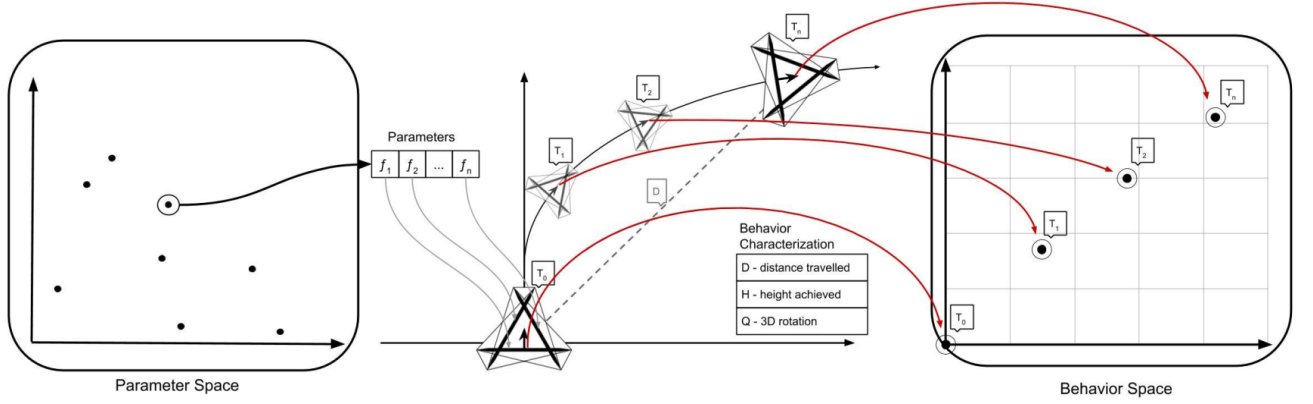 Parameter Space
Parameters
f1 f2 ... fn
T0
T1
T2
Tn
D
Behavior
Characterization
D - distance travelled
H - height achieved
Q - 3D rotation
Tn
T2
T1
T0
Behavior Space